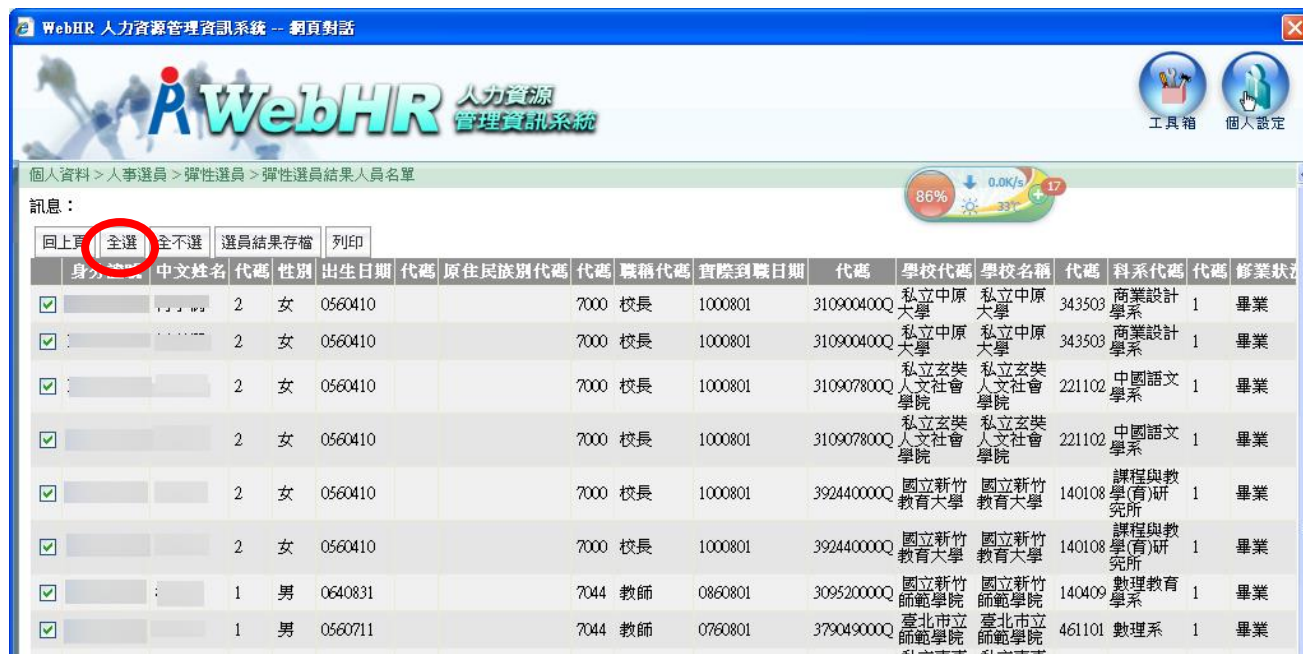 WebHR 人力資源管理資訊系統 -- 網頁對話
WebHR 人力資源
管理資訊系統
工具箱 個人設定
個人資料 > 人事選員 > 彈性選員 > 彈性選員結果人員名單
86% 0.0K/s 17
33℃
訊息：
回上頁 全選 全不選 選員結果存檔 列印
中文姓名 代碼 性別 出生日期 代碼 原住民族別代碼 代碼 職稱代碼 實際到職日期 代碼 學校代碼 學校名稱 代碼 科系代碼 代碼 修業狀況
2 女 0560410 7000 校長 1000801 310900400Q 私立中原大學 私立中原大學 343503 商業設計學系 1 畢業
2 女 0560410 7000 校長 1000801 310900400Q 私立中原大學 私立中原大學 343503 商業設計學系 1 畢業
2 女 0560410 7000 校長 1000801 310907800Q 私立玄奘人文社會學院 私立玄奘人文社會學院 221102 中國語文學系 1 畢業
2 女 0560410 7000 校長 1000801 310907800Q 私立玄奘人文社會學院 私立玄奘人文社會學院 221102 中國語文學系 1 畢業
2 女 0560410 7000 校長 1000801 392440000Q 國立新竹教育大學 國立新竹教育大學 140108 課程與教學(育)研究所 1 畢業
2 女 0560410 7000 校長 1000801 392440000Q 國立新竹教育大學 國立新竹教育大學 140108 課程與教學(育)研究所 1 畢業
1 男 0640831 7044 教師 0860801 309520000Q 國立新竹師範學院 國立新竹師範學院 140409 數理教育學系 1 畢業
1 男 0560711 7044 教師 0760801 379049000Q 臺北市立師範學院 臺北市立師範學院 461101 數理系 1 畢業